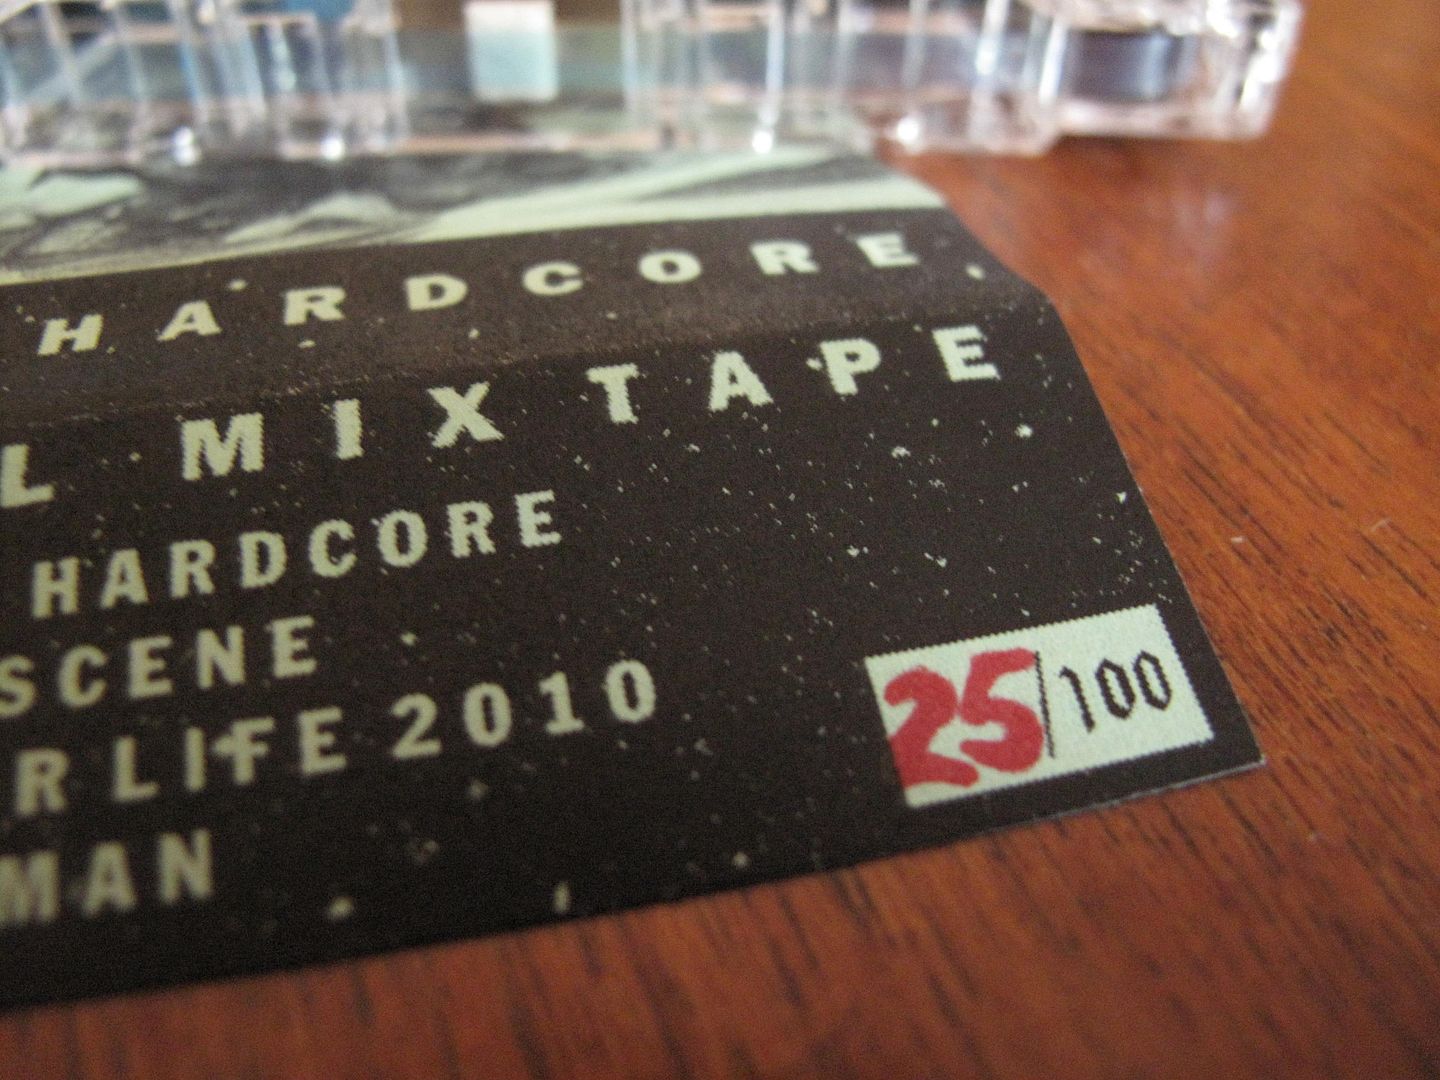 HARDCORE
L MIXTAPE
HARDCORE
SCENE
R LIFE 2010
MAN
25/100